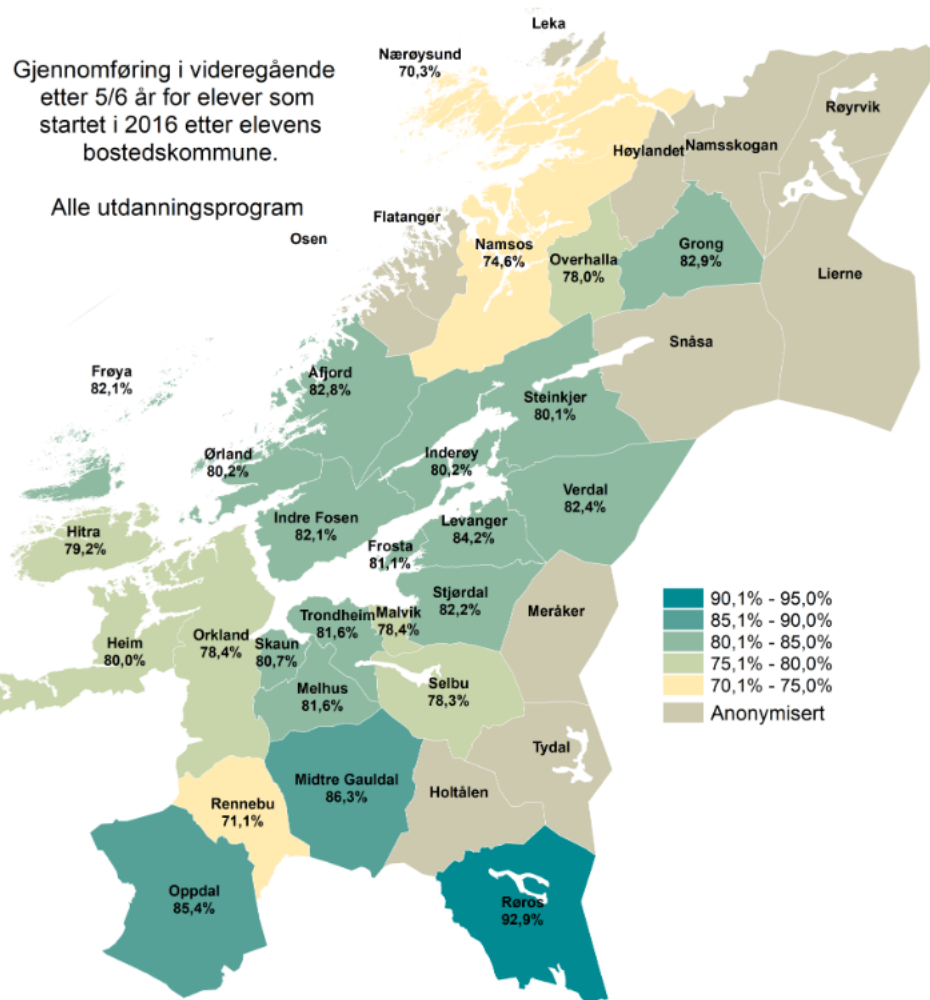 Leka
Nærøysund
70,3%
Gjennomføring i videregående
etter 5/6 år for elever som
startet i 2016 etter elevens
bostedskommune.
Alle utdanningsprogram
Røyrvik
Høylandet
Namsskogan
Flatanger
Osen
Namsos
74,6%
Overhalla
78,0%
Grong
82,9%
Lierne
Snåsa
Frøya
82,1%
Åfjord
82,8%
Steinkjer
80,1%
Ørland
80,2%
Inderøy
80,2%
Verdal
82,4%
Indre Fosen
82,1%
Levanger
84,2%
Hitra
79,2%
Frosta
81,1%
Stjørdal
82,2%
Meråker
Trondheim
81,6%
Malvik
78,4%
Heim
80,0%
Orkland
78,4%
Skaun
80,7%
Melhus
81,6%
Selbu
78,3%
90,1% - 95,0%
85,1% - 90,0%
80,1% - 85,0%
75,1% - 80,0%
70,1% - 75,0%
Anonymisert
Tydal
Midtre Gauldal
86,3%
Holtålen
Rennebu
71,1%
Oppdal
85,4%
Røros
92,9%